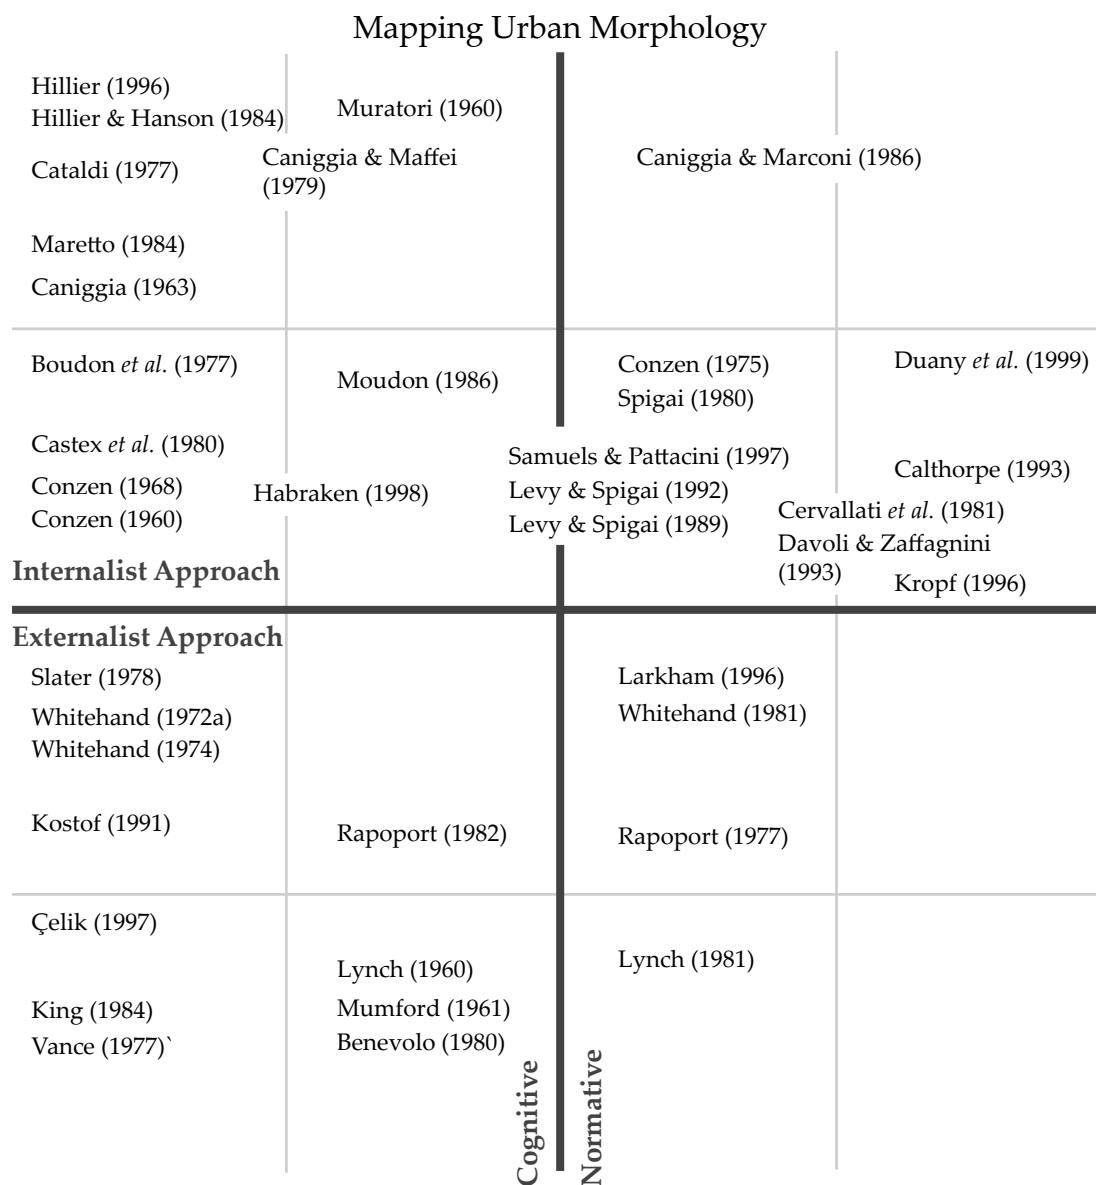 Mapping Urban Morphology
Hillier (1996)
Hillier & Hanson (1984)
Muratori (1960)
Cataldi (1977)
Caniggia & Maffei
(1979)
Caniggia & Marconi (1986)
Maretto (1984)
Caniggia (1963)
Boudon et al. (1977)
Moudon (1986)
Conzen (1975)
Spigai (1980)
Duany et al. (1999)
Castex et al. (1980)
Conzen (1968)
Conzen (1960)
Habraken (1998)
Samuels & Pattacini (1997)
Levy & Spigai (1992)
Levy & Spigai (1989)
Calthorpe (1993)
Cervallati et al. (1981)
Davoli & Zaffagnini
(1993)
Kropf (1996)
Internalist Approach
Externalist Approach
Slater (1978)
Whitehand (1972a)
Whitehand (1974)
Larkham (1996)
Whitehand (1981)
Kostof (1991)
Rapoport (1982)
Rapoport (1977)
Çelik (1997)
King (1984)
Vance (1977)`
Lynch (1960)
Mumford (1961)
Benevolo (1980)
Lynch (1981)
Cognitive
Normative